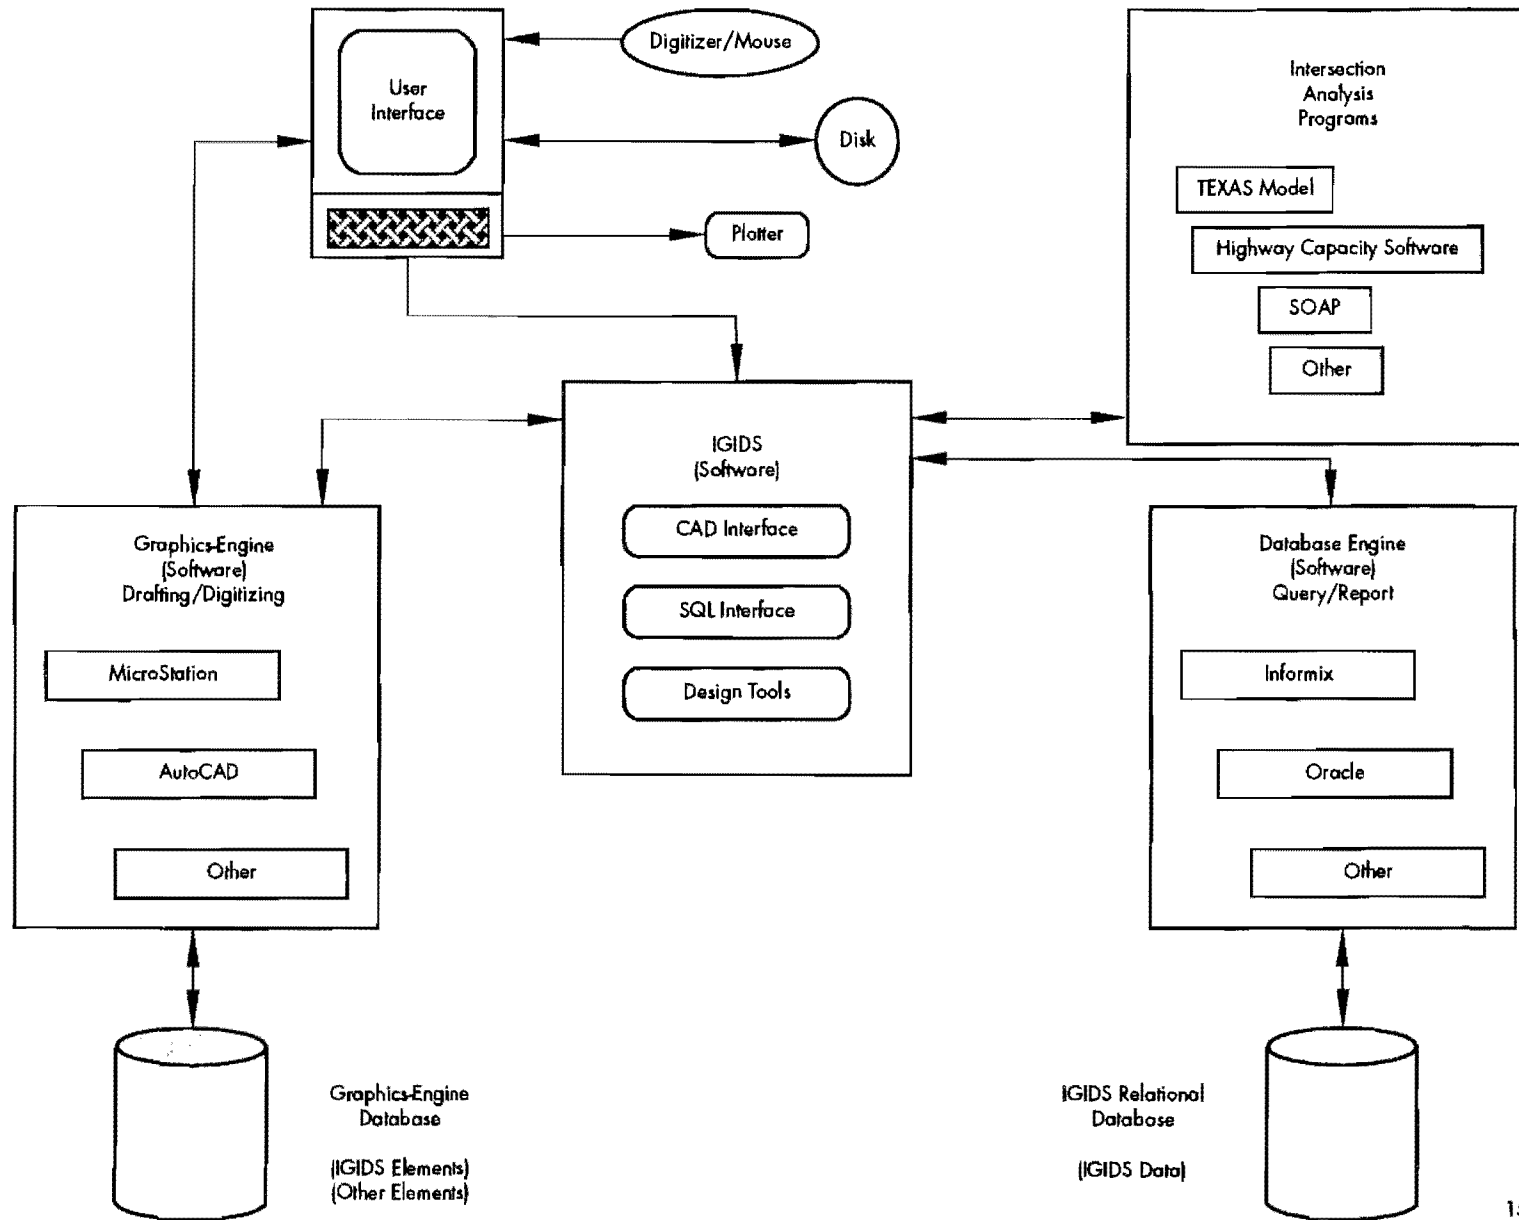 User
Interface
Digitizer/Mouse
Disk
Plotter
Intersection
Analysis
Programs
TEXAS Model
Highway Capacity Software
SOAP
Other
IGIDS
(Software)
CAD Interface
SQL Interface
Design Tools
Graphics-Engine
(Software)
Drafting/Digitizing
MicroStation
AutoCAD
Other
Database Engine
(Software)
Query/Report
Informix
Oracle
Other
Graphics-Engine
Database
(IGIDS Elements)
(Other Elements)
IGIDS Relational
Database
(IGIDS Data)